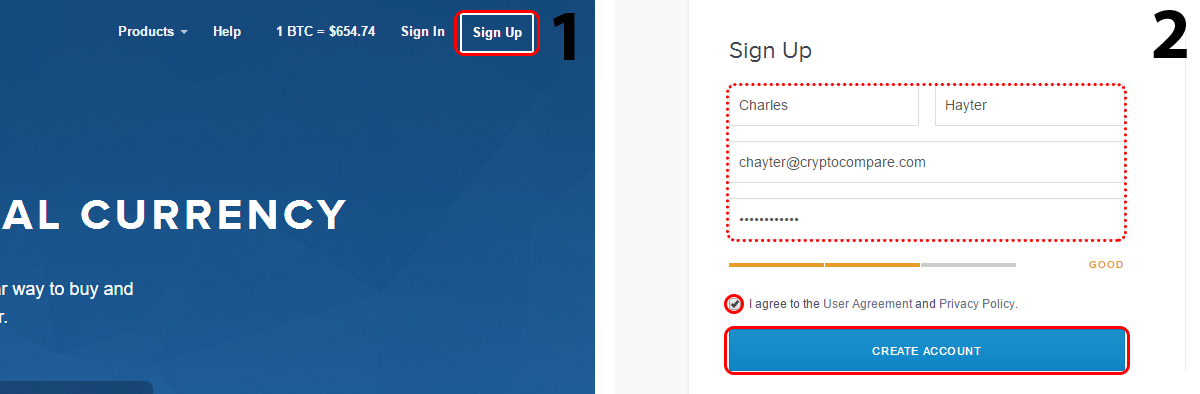 Products
Help
1 BTC = $654.74
Sign In
Sign Up
1
AL CURRENCY
way to buy and
2
Sign Up
Charles
Hayter
chayter@cryptocompare.com
••••••••••••
GOOD
I agree to the User Agreement and Privacy Policy.
CREATE ACCOUNT